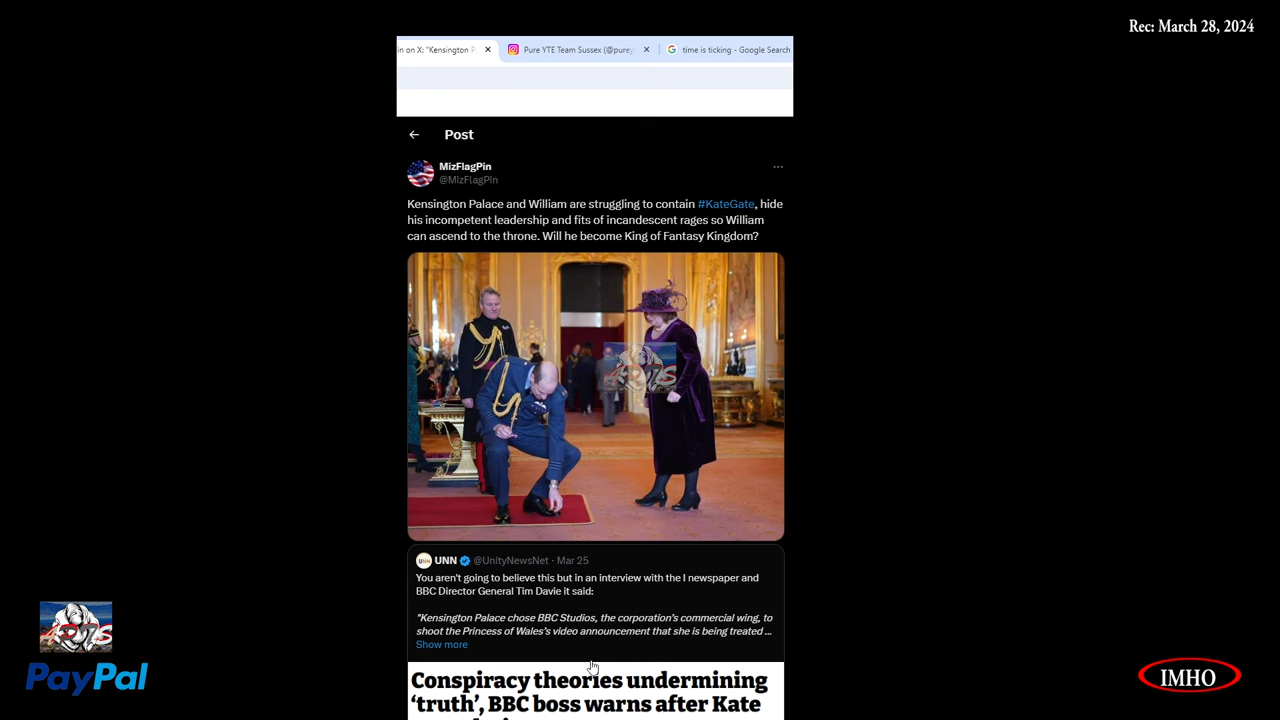 Rec: March 28, 2024
in on X: "Kensington P
Pure YTE Team Sussex (@purey
time is ticking - Google Search
Post
MizFlagPin
@MizFlagPin
Kensington Palace and William are struggling to contain #KateGate, hide
his incompetent leadership and fits of incandescent rages so William
can ascend to the throne. Will he become King of Fantasy Kingdom?
UNN @UnityNewsNet · Mar 25
You aren't going to believe this but in an interview with the I newspaper and
BBC Director General Tim Davie it said:
"Kensington Palace chose BBC Studios, the corporation's commercial wing, to
shoot the Princess of Wales's video announcement that she is being treated ...
Show more
Conspiracy theories undermining
'truth', BBC boss warns after Kate
PayPal
IMHO